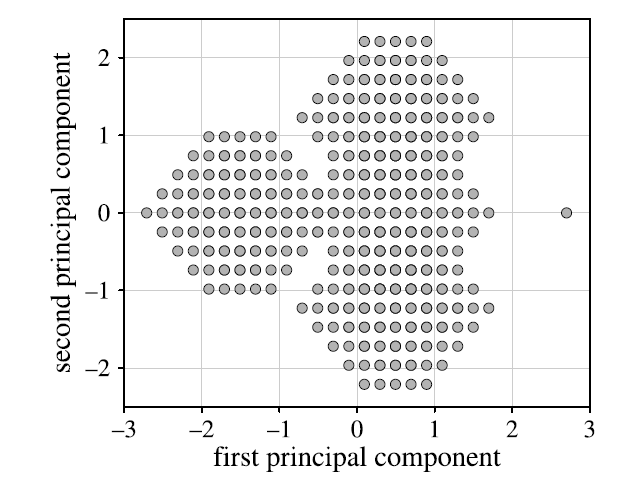 2
1
0
–1
–2
second principal component
–3 –2 –1 0 1 2 3
first principal component